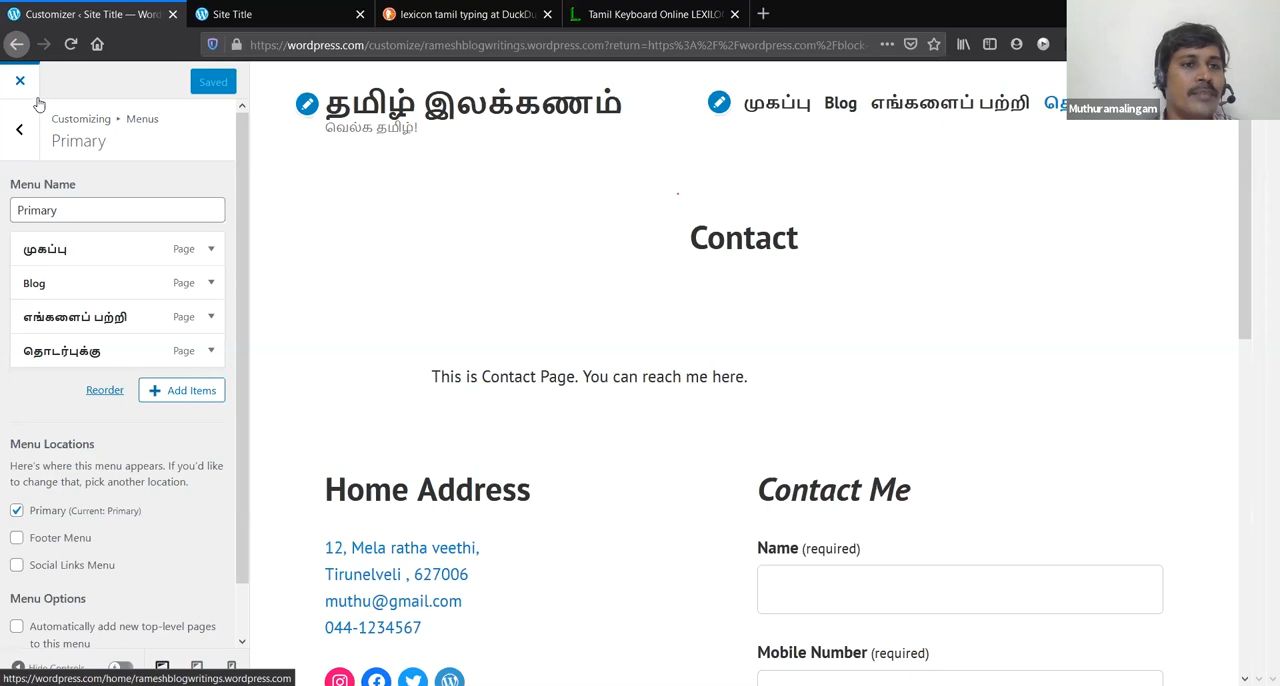 Customizer ‹ Site Title — Word
Site Title
lexicon tamil typing at DuckDu
Tamil Keyboard Online LEXILO
https://wordpress.com/customize/rameshblogwritings.wordpress.com?return=https%3A%2F%2Fwordpress.com%2Fblock-
Muthuramalingam
Saved
Customizing ▸ Menus
Primary
Menu Name
Primary
முகப்பு Page
Blog Page
எங்களைப் பற்றி Page
தொடர்புக்கு Page
Reorder
Add Items
Menu Locations
Here's where this menu appears. If you'd like
to change that, pick another location.
Primary (Current: Primary)
Footer Menu
Social Links Menu
Menu Options
Automatically add new top-level pages
to this menu
Hide Controls
https://wordpress.com/home/rameshblogwritings.wordpress.com
தமிழ் இலக்கணம்
வெல்க தமிழ்!
முகப்பு Blog எங்களைப் பற்றி
Contact
This is Contact Page. You can reach me here.
Home Address
12, Mela ratha veethi,
Tirunelveli , 627006
muthu@gmail.com
044-1234567
Contact Me
Name (required)
Mobile Number (required)